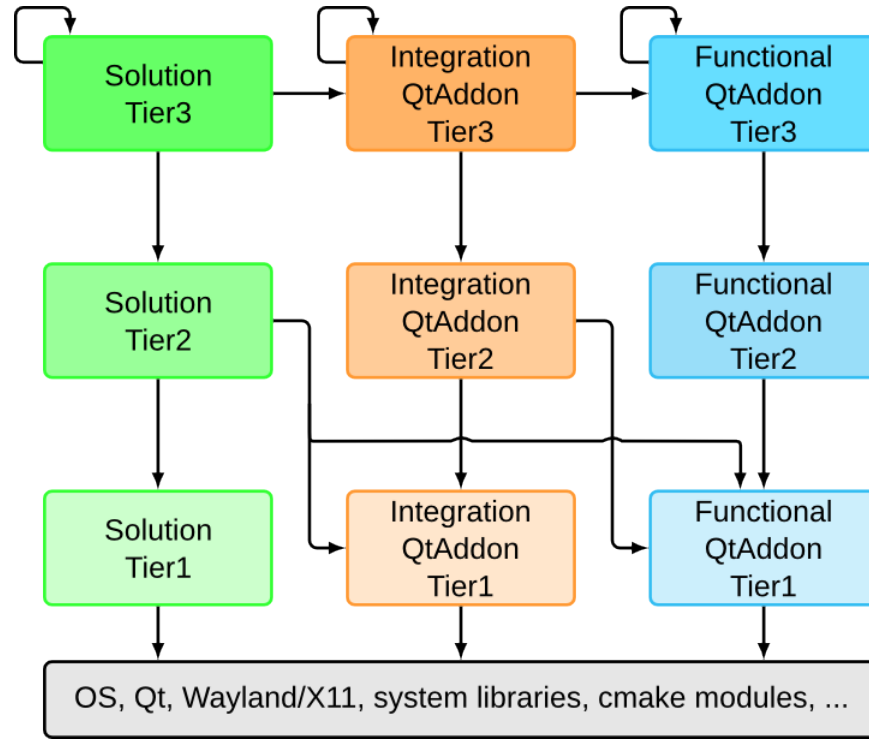 Solution
Tier3
Integration
QtAddon
Tier3
Functional
QtAddon
Tier3
Solution
Tier2
Integration
QtAddon
Tier2
Functional
QtAddon
Tier2
Solution
Tier1
Integration
QtAddon
Tier1
Functional
QtAddon
Tier1
OS, Qt, Wayland/X11, system libraries, cmake modules, ...